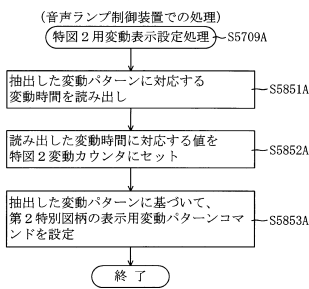 (音声ランプ制御装置での処理)
特図2用変動表示設定処理 S5709A
抽出した変動パターンに対応する
変動時間を読み出し
S5851A
読み出した変動時間に対応する値を
特図2変動カウンタにセット
S5852A
抽出した変動パターンに基づいて、
第2特別図柄の表示用変動パターンコマ
ンドを設定
S5853A
終了